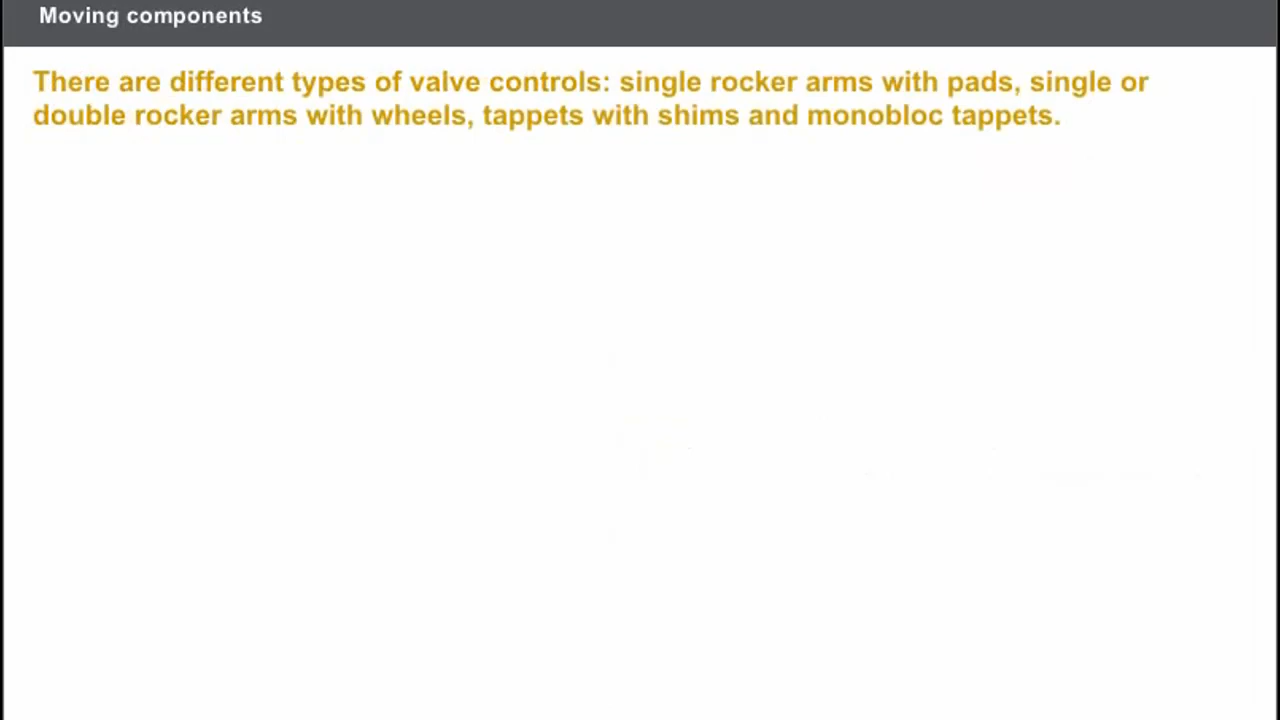 Moving components
There are different types of valve controls: single rocker arms with pads, single or
double rocker arms with wheels, tappets with shims and monobloc tappets.